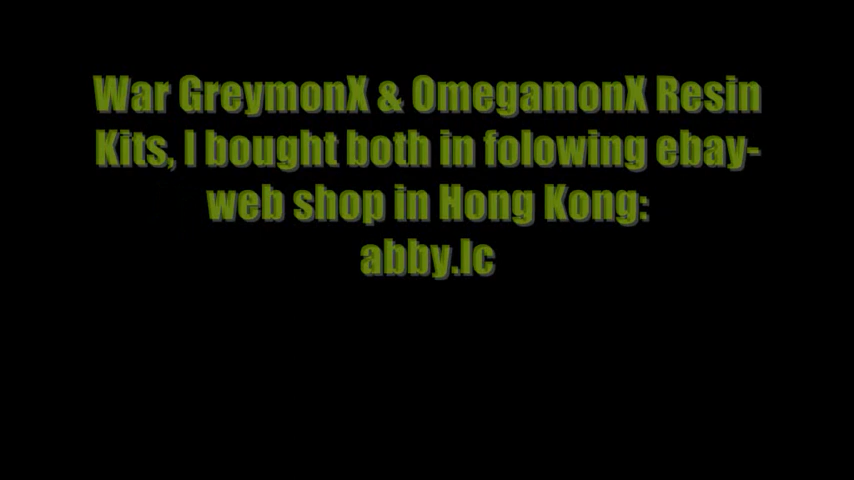 War GreymonX & OmegamonX Resin
Kits, I bought both in folowing ebay-
web shop in Hong Kong:
abby.lc